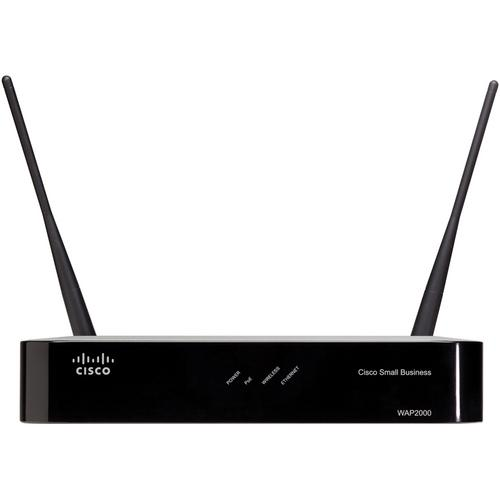 CISCO
POWER
PoE
WIRELESS
ETHERNET
Cisco Small Business
WAP2000